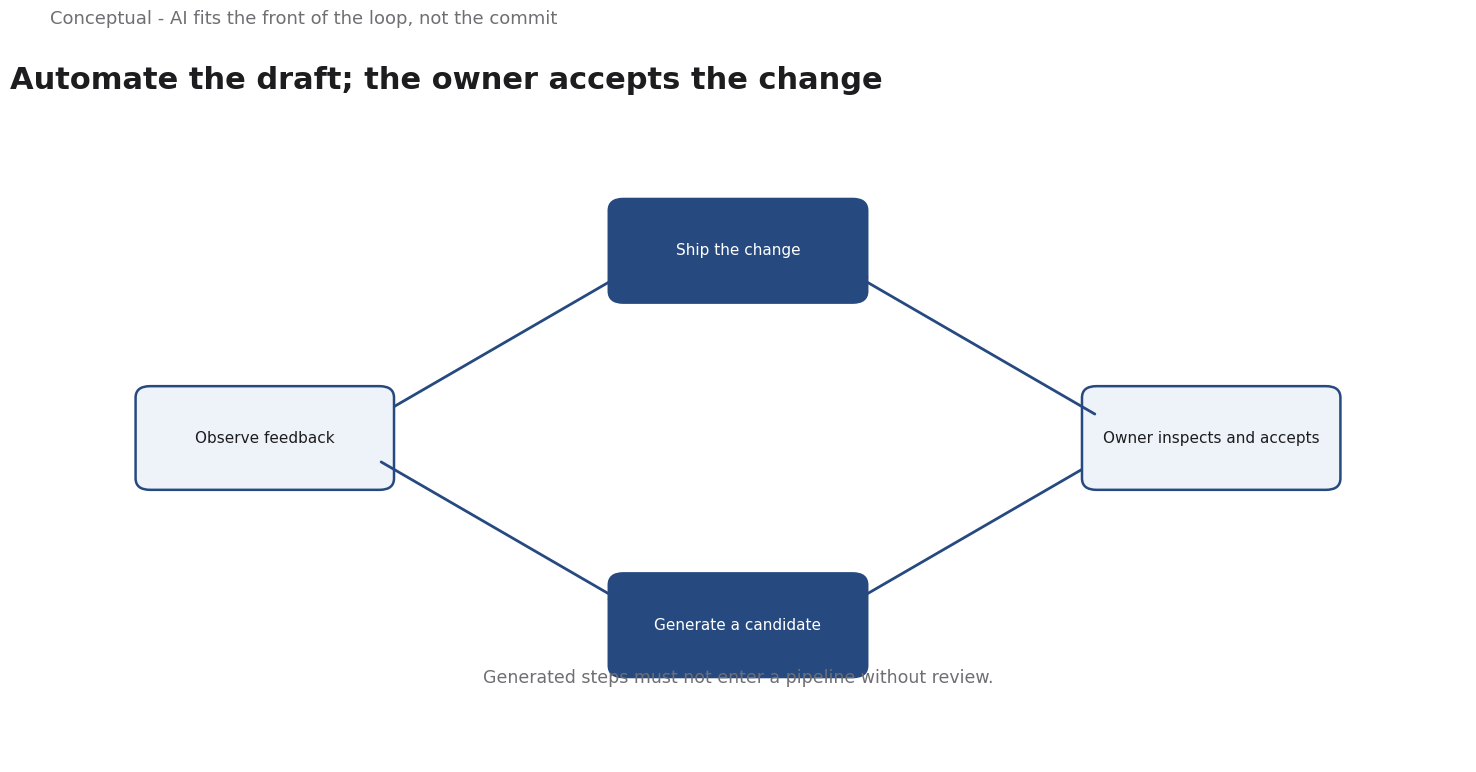 Conceptual - AI fits the front of the loop, not the commit
Automate the draft; the owner accepts the change
Ship the change
Observe feedback
Owner inspects and accepts
Generate a candidate
Generated steps must not enter a pipeline without review.